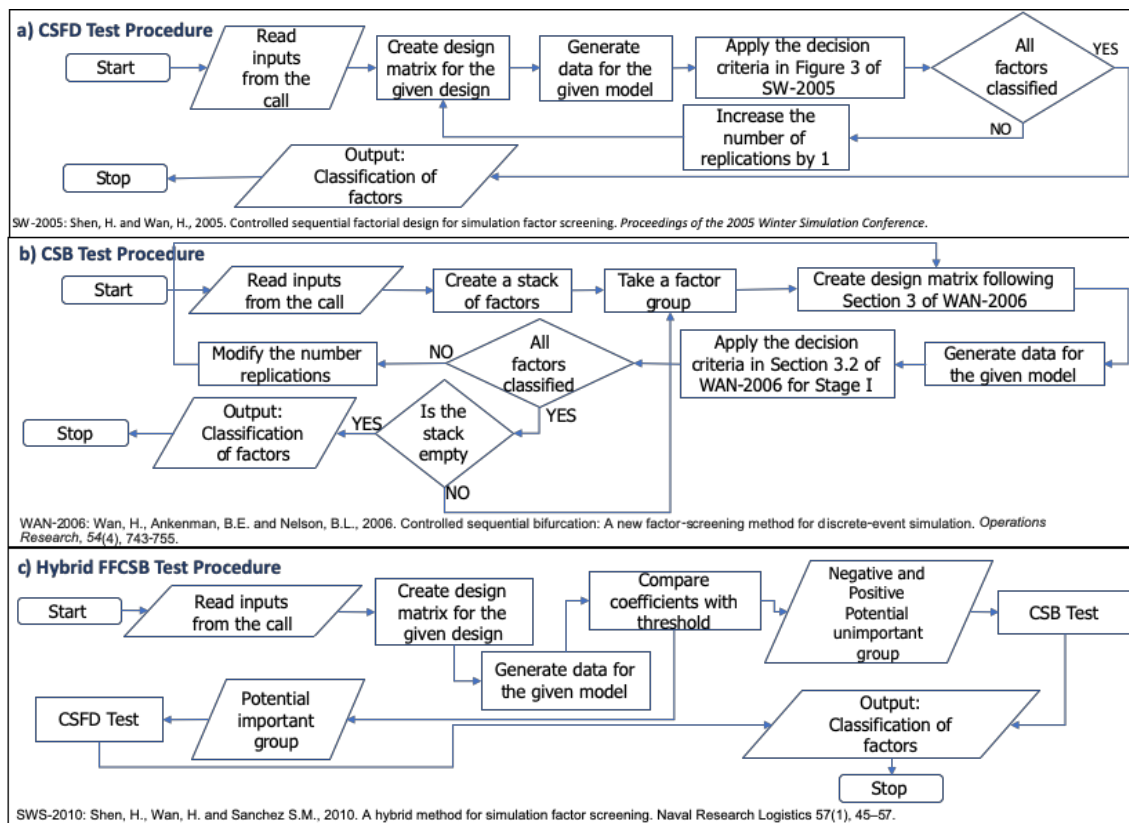 a) CSFD Test Procedure
Start
Read
inputs
from the
call
Create design
matrix for the
given design
Generate
data for the
given model
Apply the decision
criteria in Figure 3 of
SW-2005
All
factors
classified
YES
NO
Increase the
number of
replications by 1
Output:
Classification of
factors
Stop
SW-2005: Shen, H. and Wan, H., 2005. Controlled sequential factorial design for simulation factor screening. Proceedings of the 2005 Winter Simulation Conference.
b) CSB Test Procedure
Start
Read inputs
from the call
Create a stack
of factors
Take a factor
group
Create design matrix following
Section 3 of WAN-2006
Generate data for
the given model
Apply the decision
criteria in Section 3.2 of
WAN-2006 for Stage I
All
factors
classified
NO
Modify the number
replications
YES
Is the
stack
empty
YES
NO
Output:
Classification
of factors
Stop
WAN-2006: Wan, H., Ankenman, B.E. and Nelson, B.L., 2006. Controlled sequential bifurcation: A new factor-screening method for discrete-event simulation. Operations
Research, 54(4), 743-755.
c) Hybrid FFCSB Test Procedure
Start
Read inputs
from the call
Create design
matrix for the
given design
Generate data for
the given model
Compare
coefficients with
threshold
Negative and
Positive
Potential
unimportant
group
CSB Test
Potential
important
group
CSFD Test
Output:
Classification of
factors
Stop
SWS-2010: Shen, H., Wan, H. and Sanchez S.M., 2010. A hybrid method for simulation factor screening. Naval Research Logistics 57(1), 45–57.